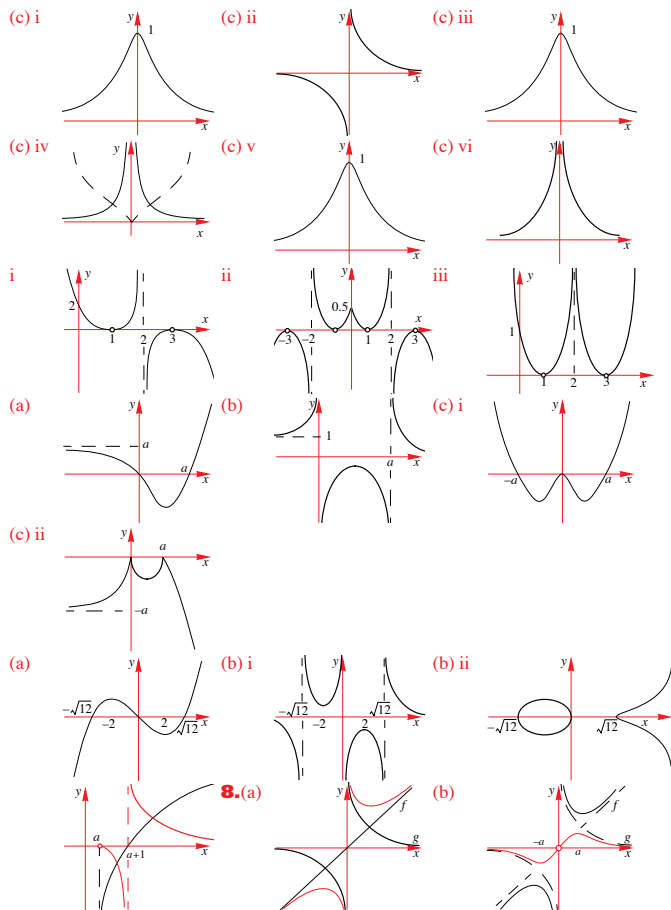 (c) i y 1 x (c) ii y x (c) iii y 1 x
(c) iv y x (c) v y 1 x (c) vi y x
i y 2 1 2 3 x ii y 0.5 −3 −2 1 2 3 x iii y 1 1 2 3 x
(a) y a a x (b) y 1 a x (c) i y −a a x
(c) ii y a x −a
(a) y −√12 −2 2 √12 x (b) i y −√12 −2 2 √12 x (b) ii y −√12 √12 x
y a a+1 x 8.(a) y f g x (b) y f −a a g x